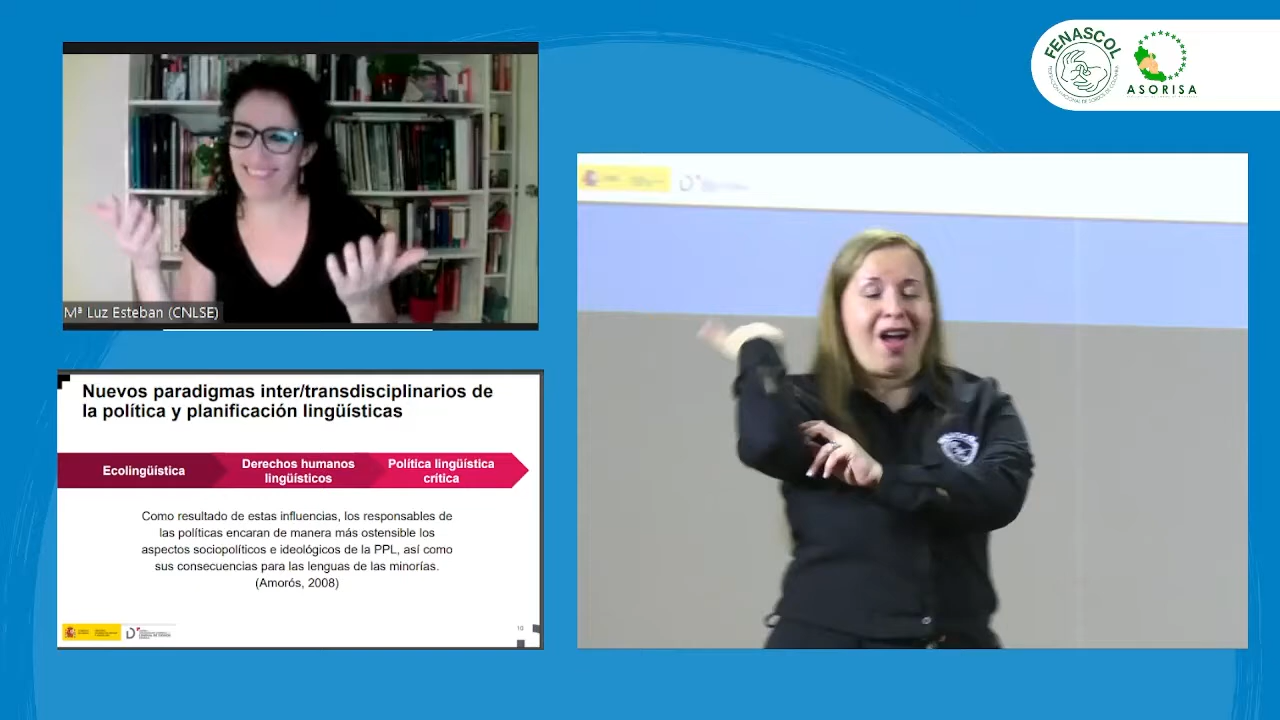 FENASCOL
ASORISA
Mª Luz Esteban (CNLSE)
Nuevos paradigmas inter/transdisciplinarios de
la política y planificación lingüísticas
Ecolingüística
Derechos humanos
lingüísticos
Política lingüística
crítica
Como resultado de estas influencias, los responsables de
las políticas encaran de manera más ostensible los
aspectos sociopolíticos e ideológicos de la PPL, así como
sus consecuencias para las lenguas de las minorías.
(Amorós, 2008)
10